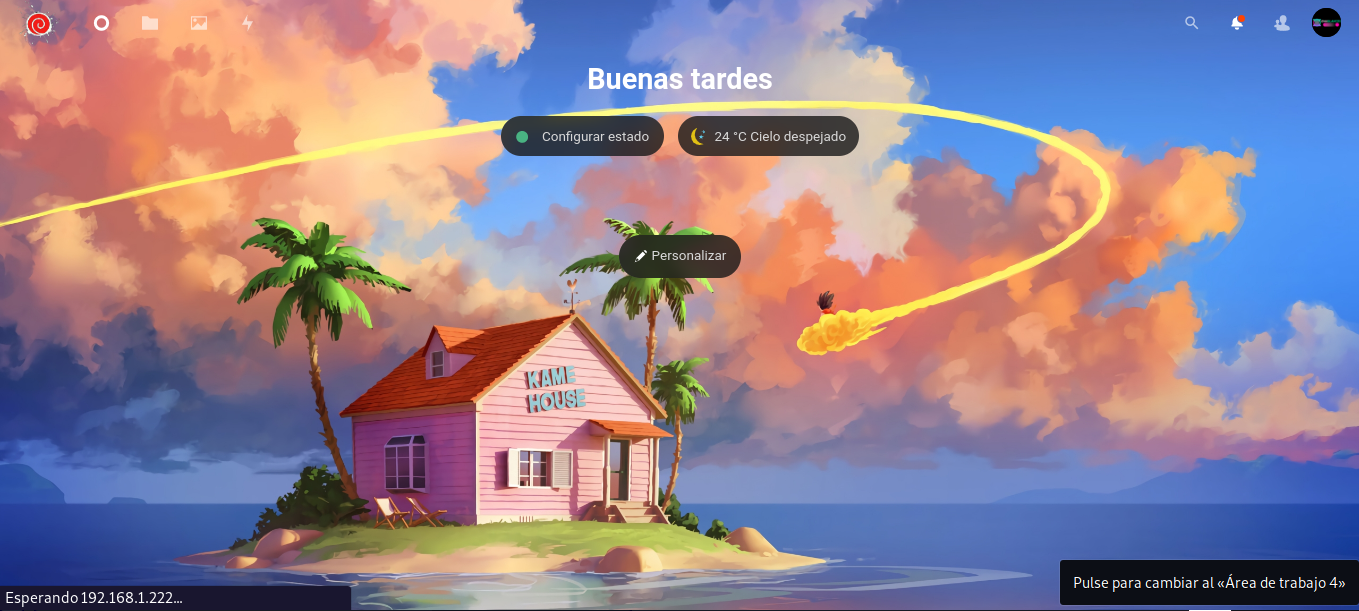 Buenas tardes
Configurar estado
24 °C Cielo despejado
Personalizar
KAME
HOUSE
Esperando 192.168.1.222...
Pulse para cambiar al «Área de trabajo 4»